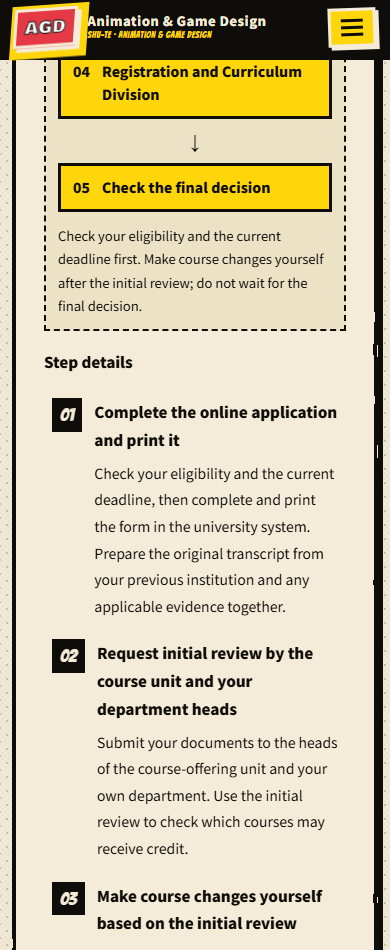 AGD
Animation & Game Design
SHU-TE · ANIMATION & GAME DESIGN
04 Registration and Curriculum
Division
↓
05 Check the final decision
Check your eligibility and the current
deadline first. Make course changes yourself
after the initial review; do not wait for the
final decision.
Step details
01 Complete the online application
and print it
Check your eligibility and the current
deadline, then complete and print
the form in the university system.
Prepare the original transcript from
your previous institution and any
applicable evidence together.
02 Request initial review by the
course unit and your
department heads
Submit your documents to the heads
of the course-offering unit and your
own department. Use the initial
review to check which courses may
receive credit.
03 Make course changes yourself
based on the initial review